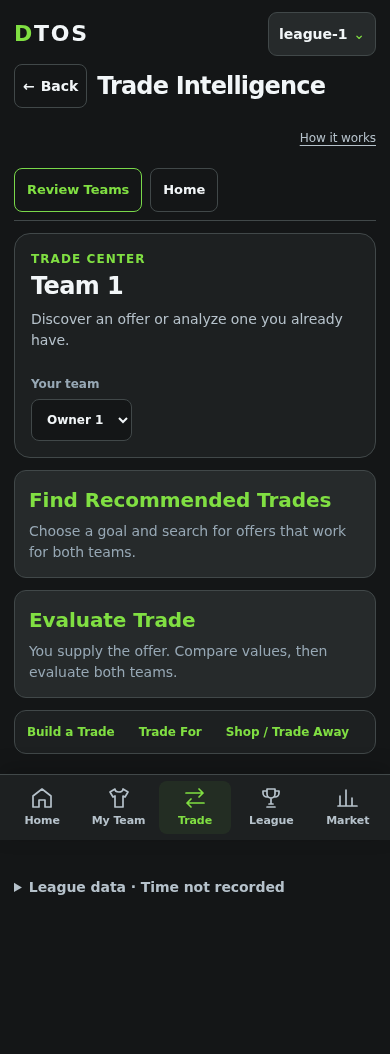 DTOS
league-1
← Back
Trade Intelligence
How it works
Review Teams
Home
TRADE CENTER
Team 1
Discover an offer or analyze one you already
have.
Your team
Owner 1
Find Recommended Trades
Choose a goal and search for offers that work
for both teams.
Evaluate Trade
You supply the offer. Compare values, then
evaluate both teams.
Build a Trade
Trade For
Shop / Trade Away
Home
My Team
Trade
League
Market
League data · Time not recorded